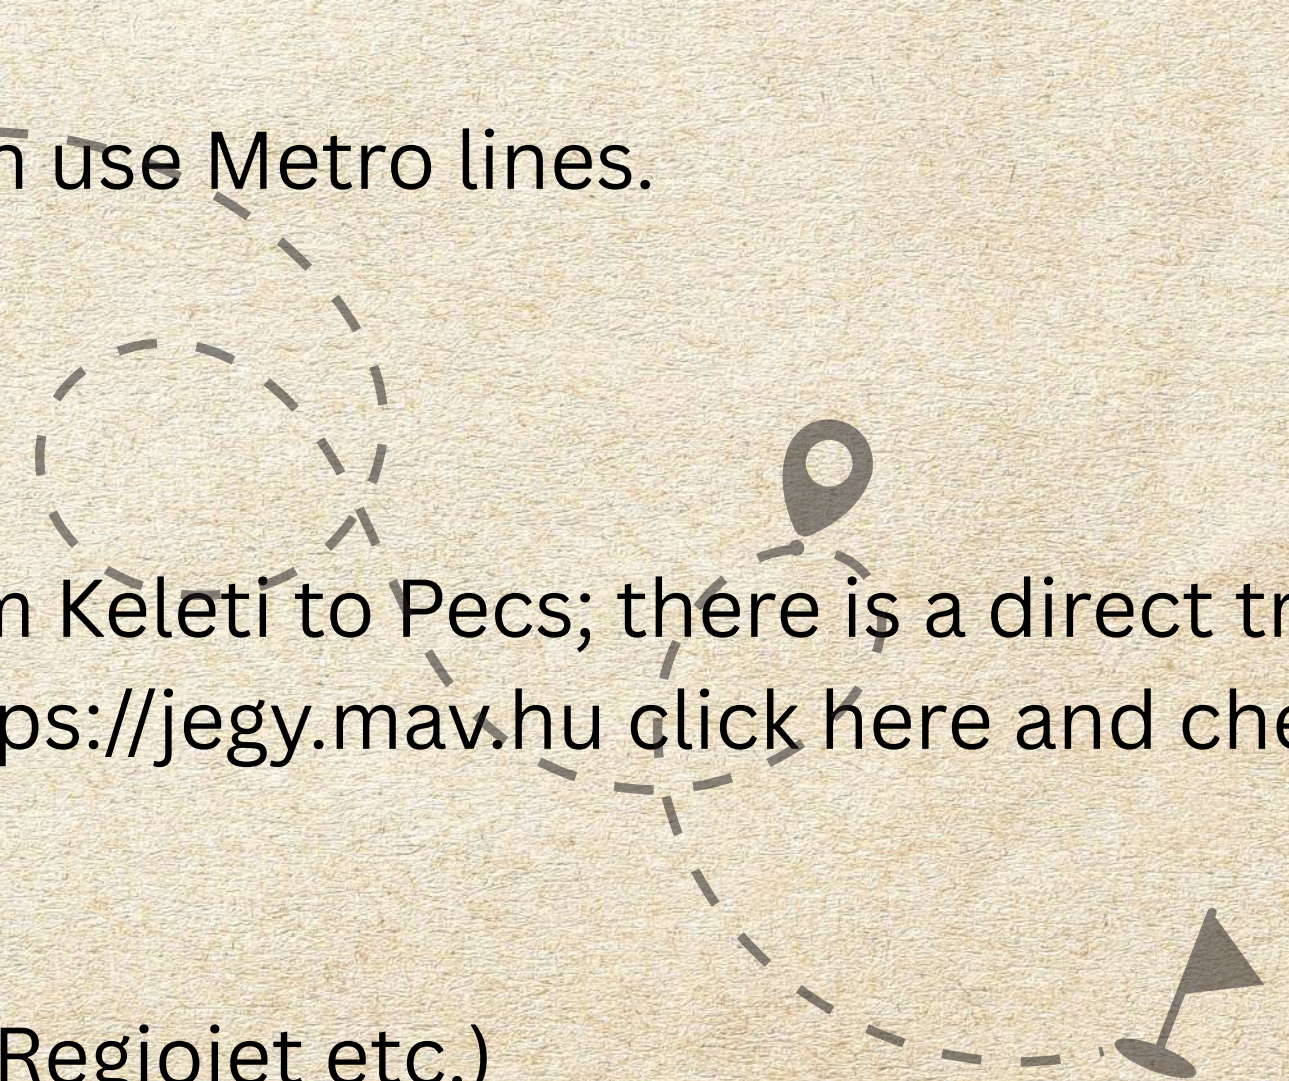 n use Metro lines.
m Keleti to Pecs; there is a direct tr
ps://jegy.mav.hu click here and che
Regiojet etc.)